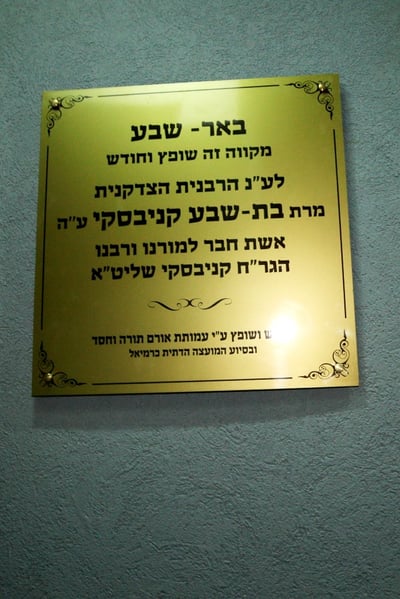 באר- שבע
מקווה זה שופץ וחודש
לע"נ הרבנית הצדקנית
מרת בת-שבע קניבסקי ע"ה
אשת חבר למורנו ורבנו
הגר"ח קניבסקי שליט"א
ושופץ ע"י עמותת אורם תורה וחסד
ובסיוע המועצה הדתית כרמיאל